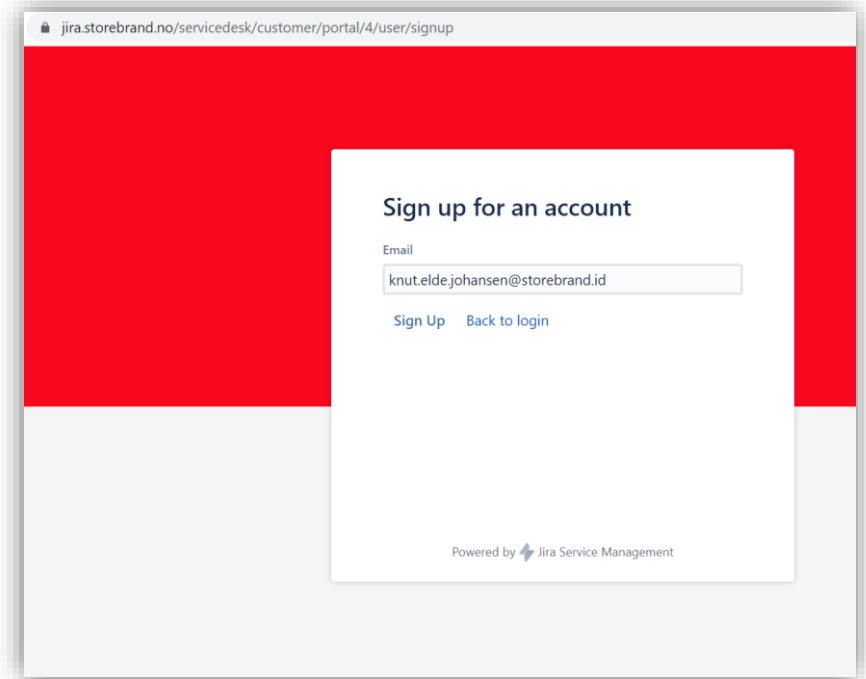 jira.storebrand.no/servicedesk/customer/portal/4/user/signup
Sign up for an account
Email
knut.elde.johansen@storebrand.id
Sign Up Back to login
Powered by Jira Service Management